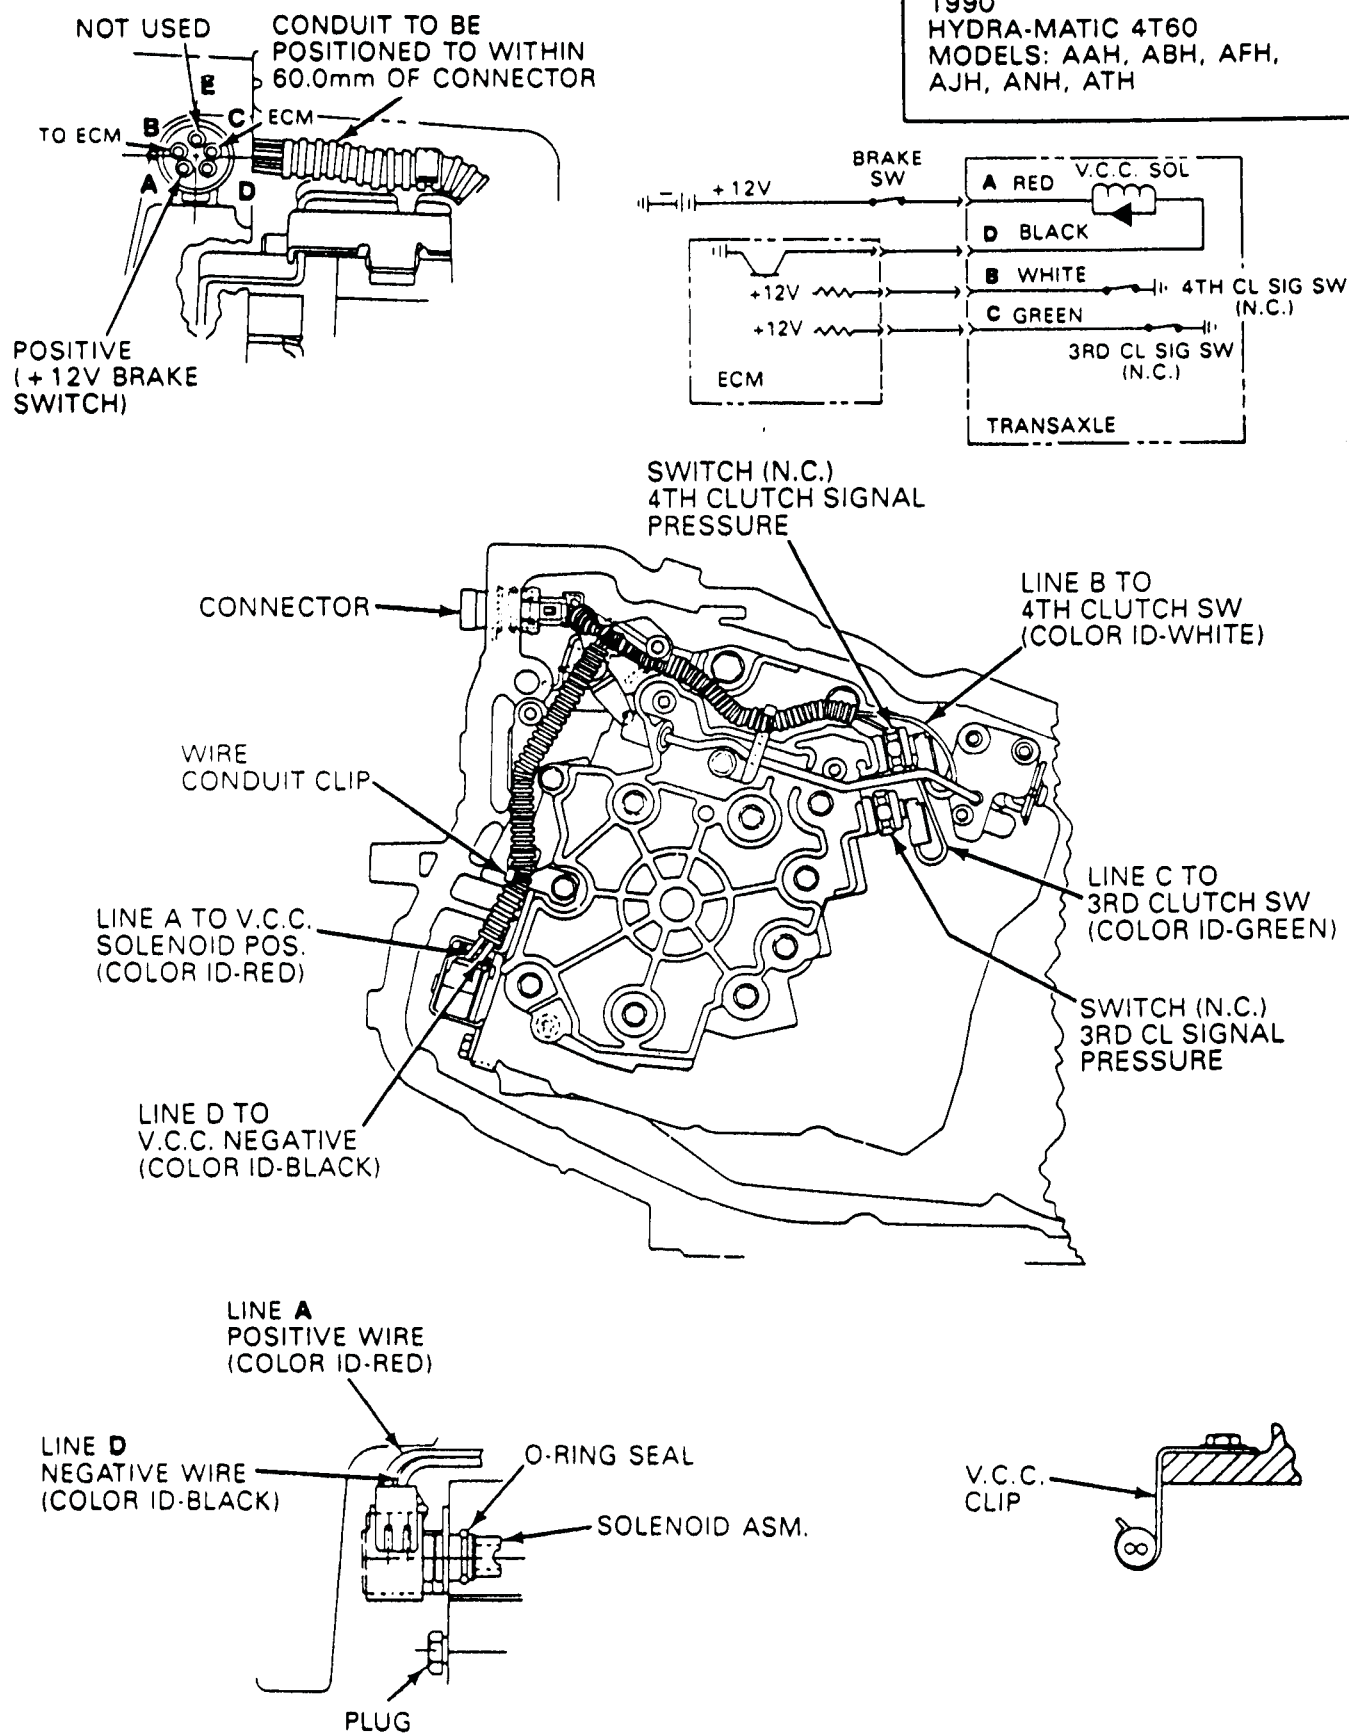 NOT USED
CONDUIT TO BE
POSITIONED TO WITHIN
60.0mm OF CONNECTOR
1990
HYDRA-MATIC 4T60
MODELS: AAH, ABH, AFH,
AJH, ANH, ATH
E
B
C
ECM
TO ECM
A
D
POSITIVE
(+12V BRAKE
SWITCH)
BRAKE
SW
+12V
A RED
V.C.C. SOL
D BLACK
B WHITE
+12V
4TH CL SIG SW
(N.C.)
C GREEN
+12V
3RD CL SIG SW
(N.C.)
ECM
TRANSAXLE
SWITCH (N.C.)
4TH CLUTCH SIGNAL
PRESSURE
CONNECTOR
LINE B TO
4TH CLUTCH SW
(COLOR ID-WHITE)
WIRE
CONDUIT CLIP
LINE C TO
3RD CLUTCH SW
(COLOR ID-GREEN)
LINE A TO V.C.C.
SOLENOID POS.
(COLOR ID-RED)
SWITCH (N.C.)
3RD CL SIGNAL
PRESSURE
LINE D TO
V.C.C. NEGATIVE
(COLOR ID-BLACK)
LINE A
POSITIVE WIRE
(COLOR ID-RED)
LINE D
NEGATIVE WIRE
(COLOR ID-BLACK)
O-RING SEAL
SOLENOID ASM.
V.C.C.
CLIP
PLUG